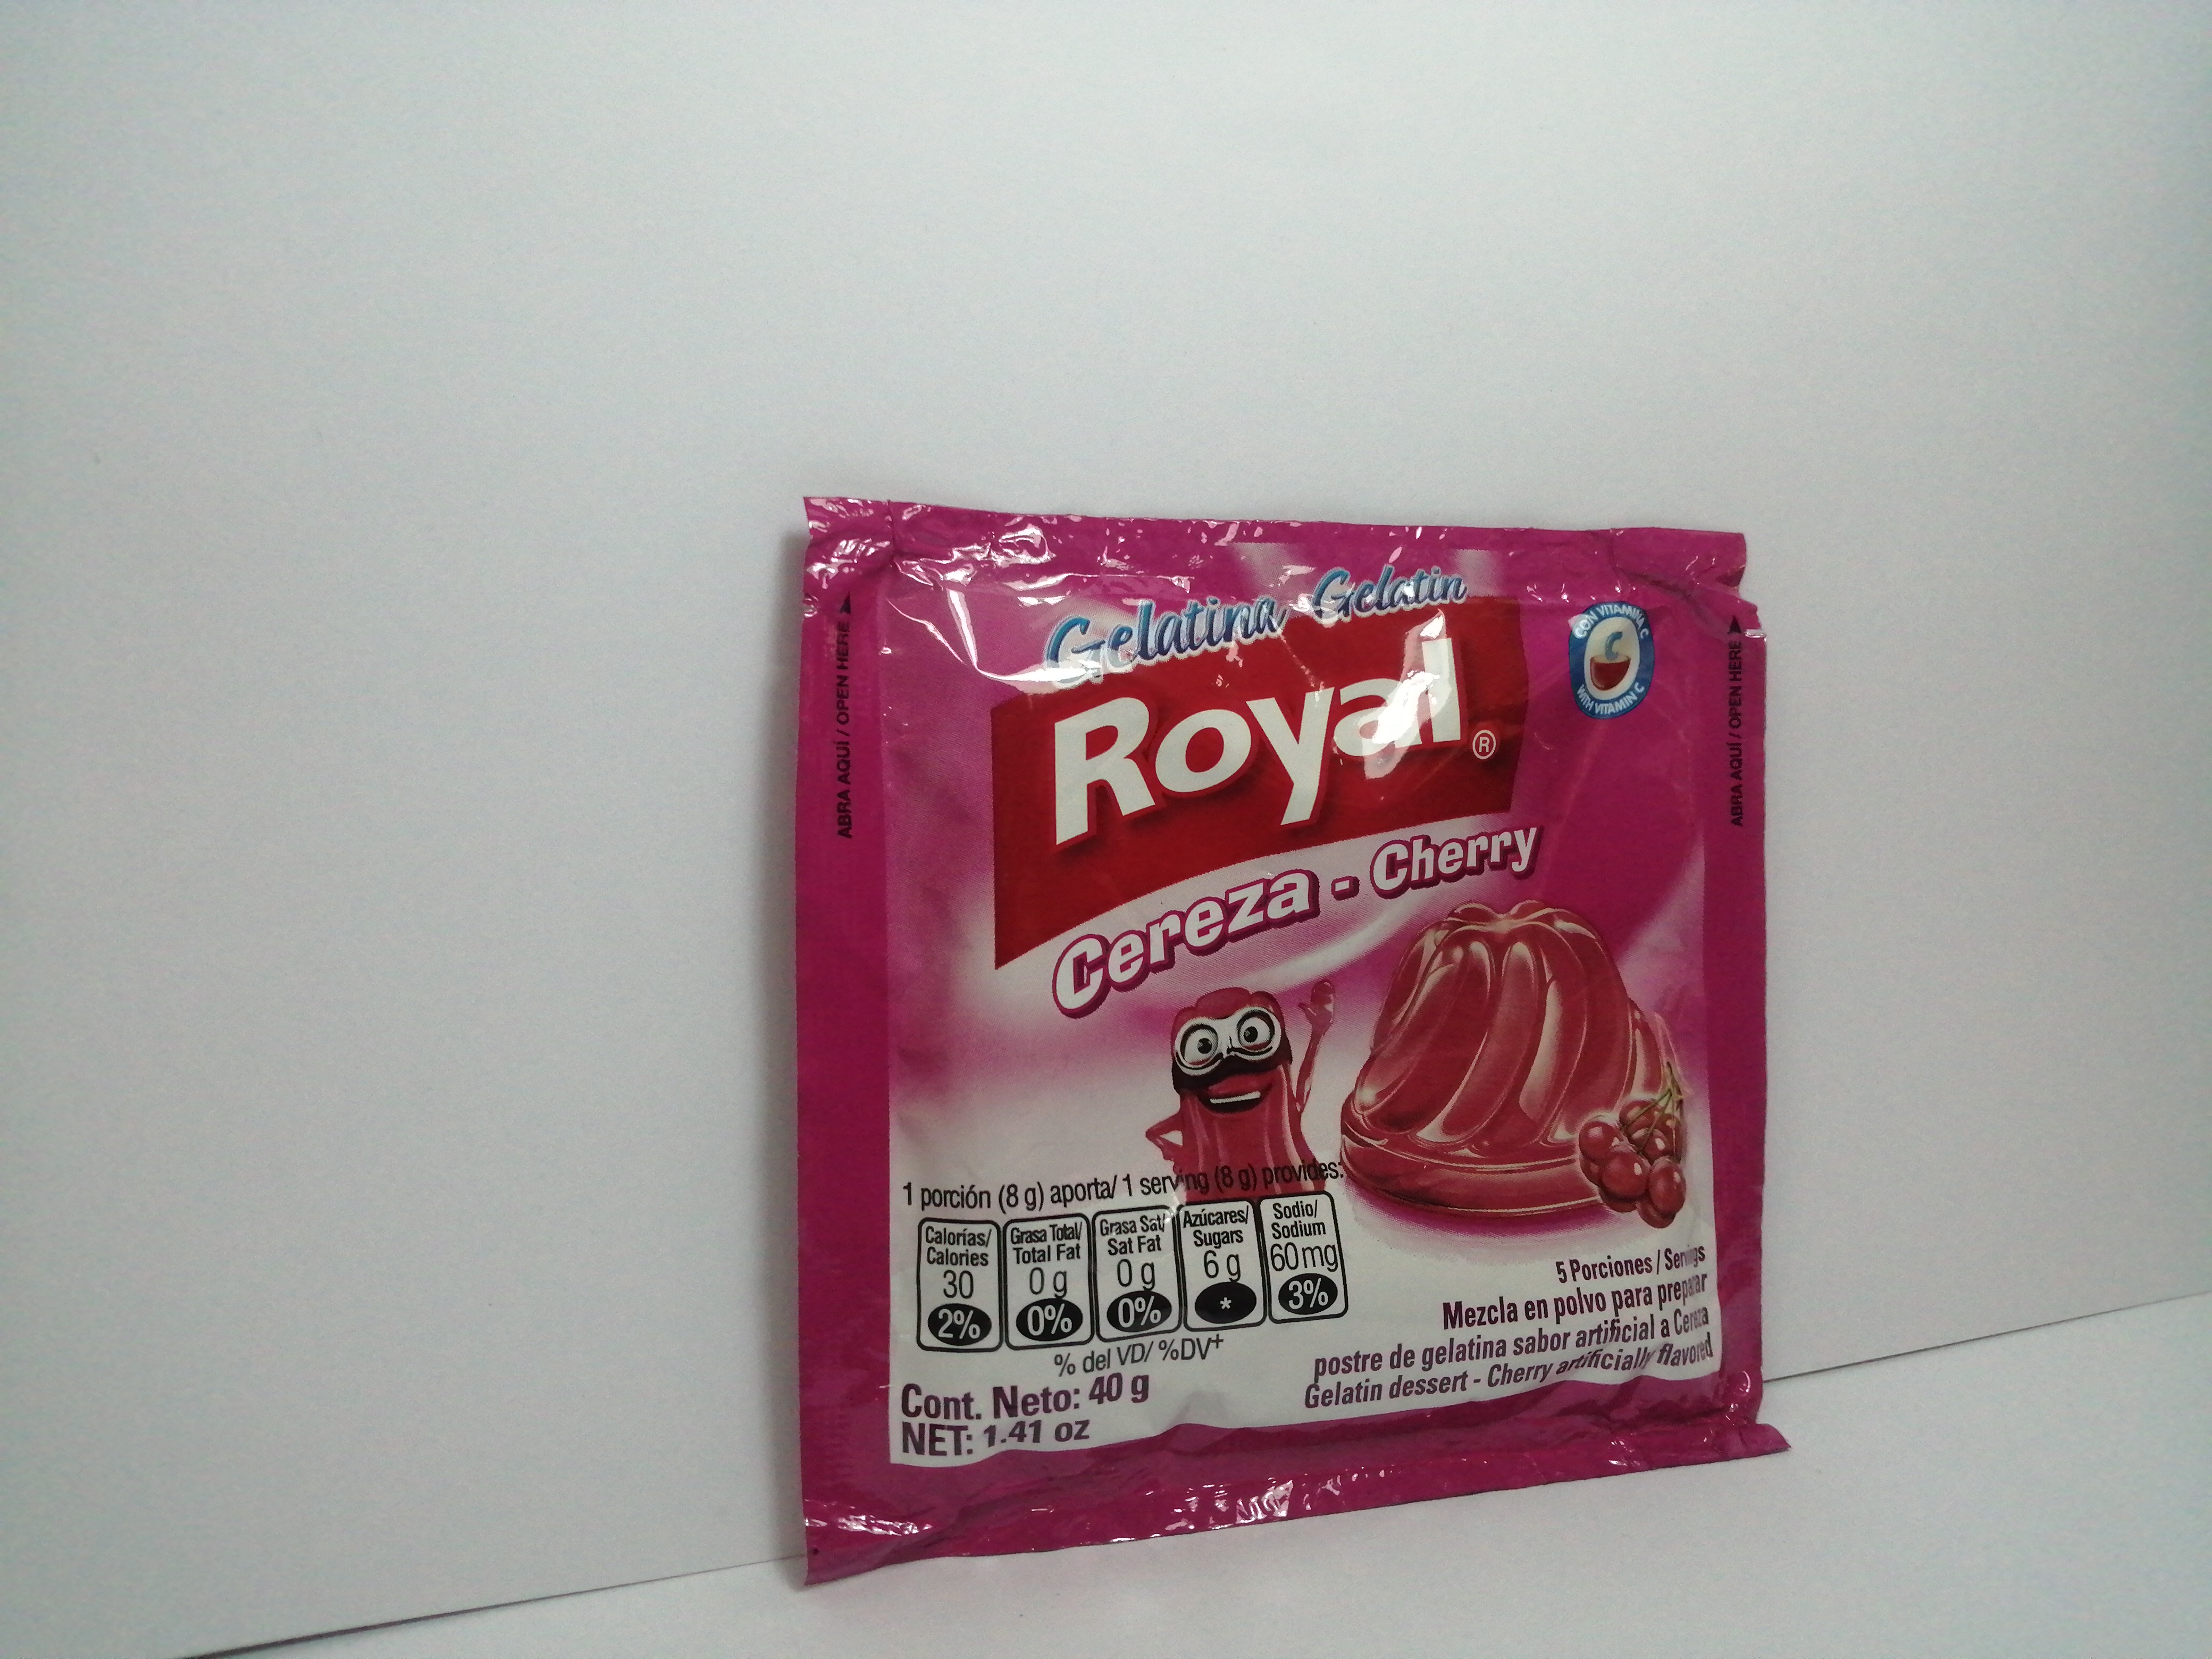 Gelatina Gelatin
Royal®
Cereza - Cherry
CON VITAMINA C
C
WITH VITAMIN C
ABRA AQUÍ / OPEN HERE
ABRA AQUÍ / OPEN HERE
1 porción (8 g) aporta/ 1 serving (8 g) provides:
Calorías/ Calories 30 2%
Grasa Total/ Total Fat 0 g 0%
Grasa Sat/ Sat Fat 0 g 0%
Azúcares/ Sugars 6 g *
Sodio/ Sodium 60 mg 3%
% del VD/ %DV+
Cont. Neto: 40 g
NET: 1.41 oz
5 Porciones / Servings
Mezcla en polvo para preparar
postre de gelatina sabor artificial a Cereza
Gelatin dessert - Cherry artificially flavored